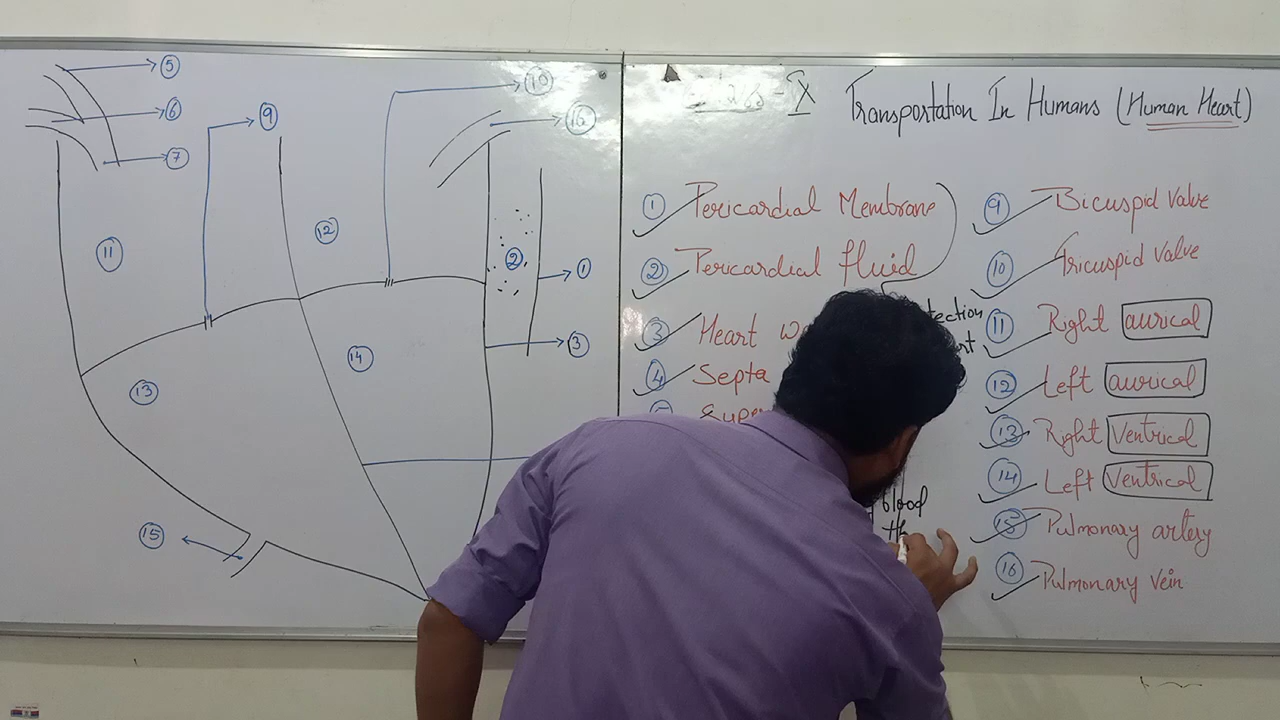 5
6
7
9
10
16
11
12
2
1
3
14
13
15
X Transportation In Humans (Human Heart)
1 Pericardial Membrane
2 Pericardial fluid
3 Heart
4 Septa
blood
9 Bicuspid Valve
10 Tricuspid Valve
11 Right aurical
12 Left aurical
13 Right Ventrical
14 Left Ventrical
15 Pulmonary artery
16 Pulmonary Vein